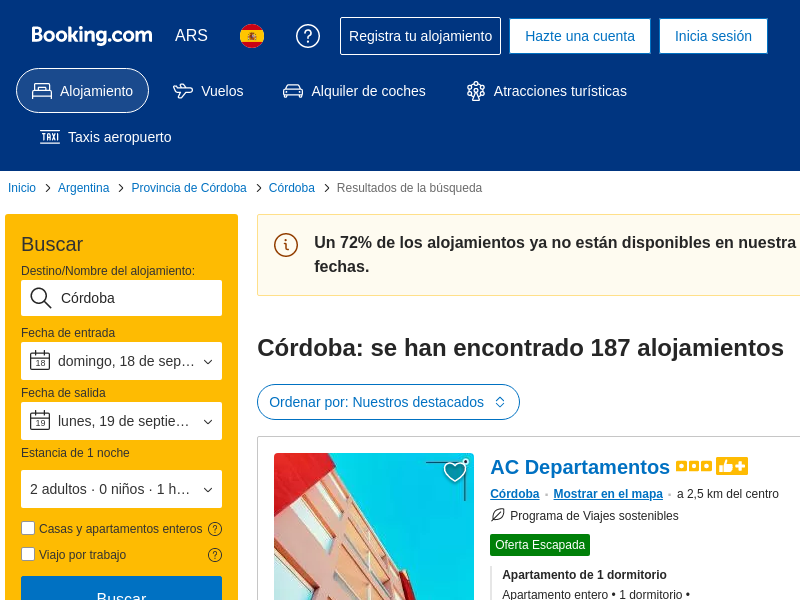 Booking.com ARS ? Registra tu alojamiento Hazte una cuenta Inicia sesión
Alojamiento Vuelos Alquiler de coches Atracciones turísticas
TAXI Taxis aeropuerto
Inicio > Argentina > Provincia de Córdoba > Córdoba > Resultados de la búsqueda
Buscar
Destino/Nombre del alojamiento:
Córdoba
Fecha de entrada
18 domingo, 18 de sep…
Fecha de salida
19 lunes, 19 de septie…
Estancia de 1 noche
2 adultos · 0 niños · 1 h…
Casas y apartamentos enteros ?
Viajo por trabajo ?
Buscar
Un 72% de los alojamientos ya no están disponibles en nuestra
fechas.
Córdoba: se han encontrado 187 alojamientos
Ordenar por: Nuestros destacados
AC Departamentos
Córdoba · Mostrar en el mapa · a 2,5 km del centro
Programa de Viajes sostenibles
Oferta Escapada
Apartamento de 1 dormitorio
Apartamento entero • 1 dormitorio •